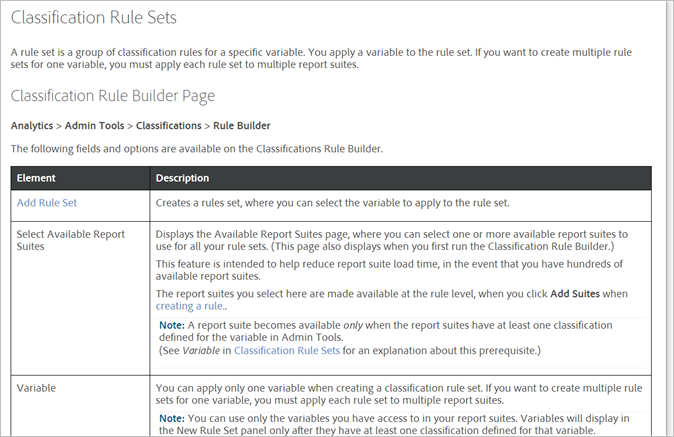 Classification Rule Sets
A rule set is a group of classification rules for a specific variable. You apply a variable to the rule set. If you want to create multiple rule
sets for one variable, you must apply each rule set to multiple report suites.
Classification Rule Builder Page
Analytics > Admin Tools > Classifications > Rule Builder
The following fields and options are available on the Classifications Rule Builder.
Element Description
Add Rule Set Creates a rules set, where you can select the variable to apply to the rule set.
Select Available Report
Suites
Displays the Available Report Suites page, where you can select one or more available report suites to
use for all your rule sets. (This page also displays when you first run the Classification Rule Builder.)
This feature is intended to help reduce report suite load time, in the event that you have hundreds of
available report suites.
The report suites you select here are made available at the rule level, when you click Add Suites when
creating a rule..
Note: A report suite becomes available only when the report suites have at least one classification
defined for the variable in Admin Tools.
(See Variable in Classification Rule Sets for an explanation about this prerequisite.)
Variable
You can apply only one variable when creating a classification rule set. If you want to create multiple rule
sets for one variable, you must apply each rule set to multiple report suites.
Note: You can use only the variables you have access to in your report suites. Variables will display in
the New Rule Set panel only after they have at least one classification defined for that variable.